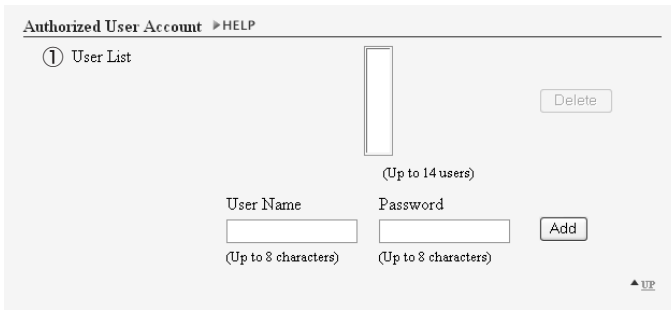 Authorized User Account ▶HELP
① User List
Delete
(Up to 14 users)
User Name Password
Add
(Up to 8 characters) (Up to 8 characters)
▲UP